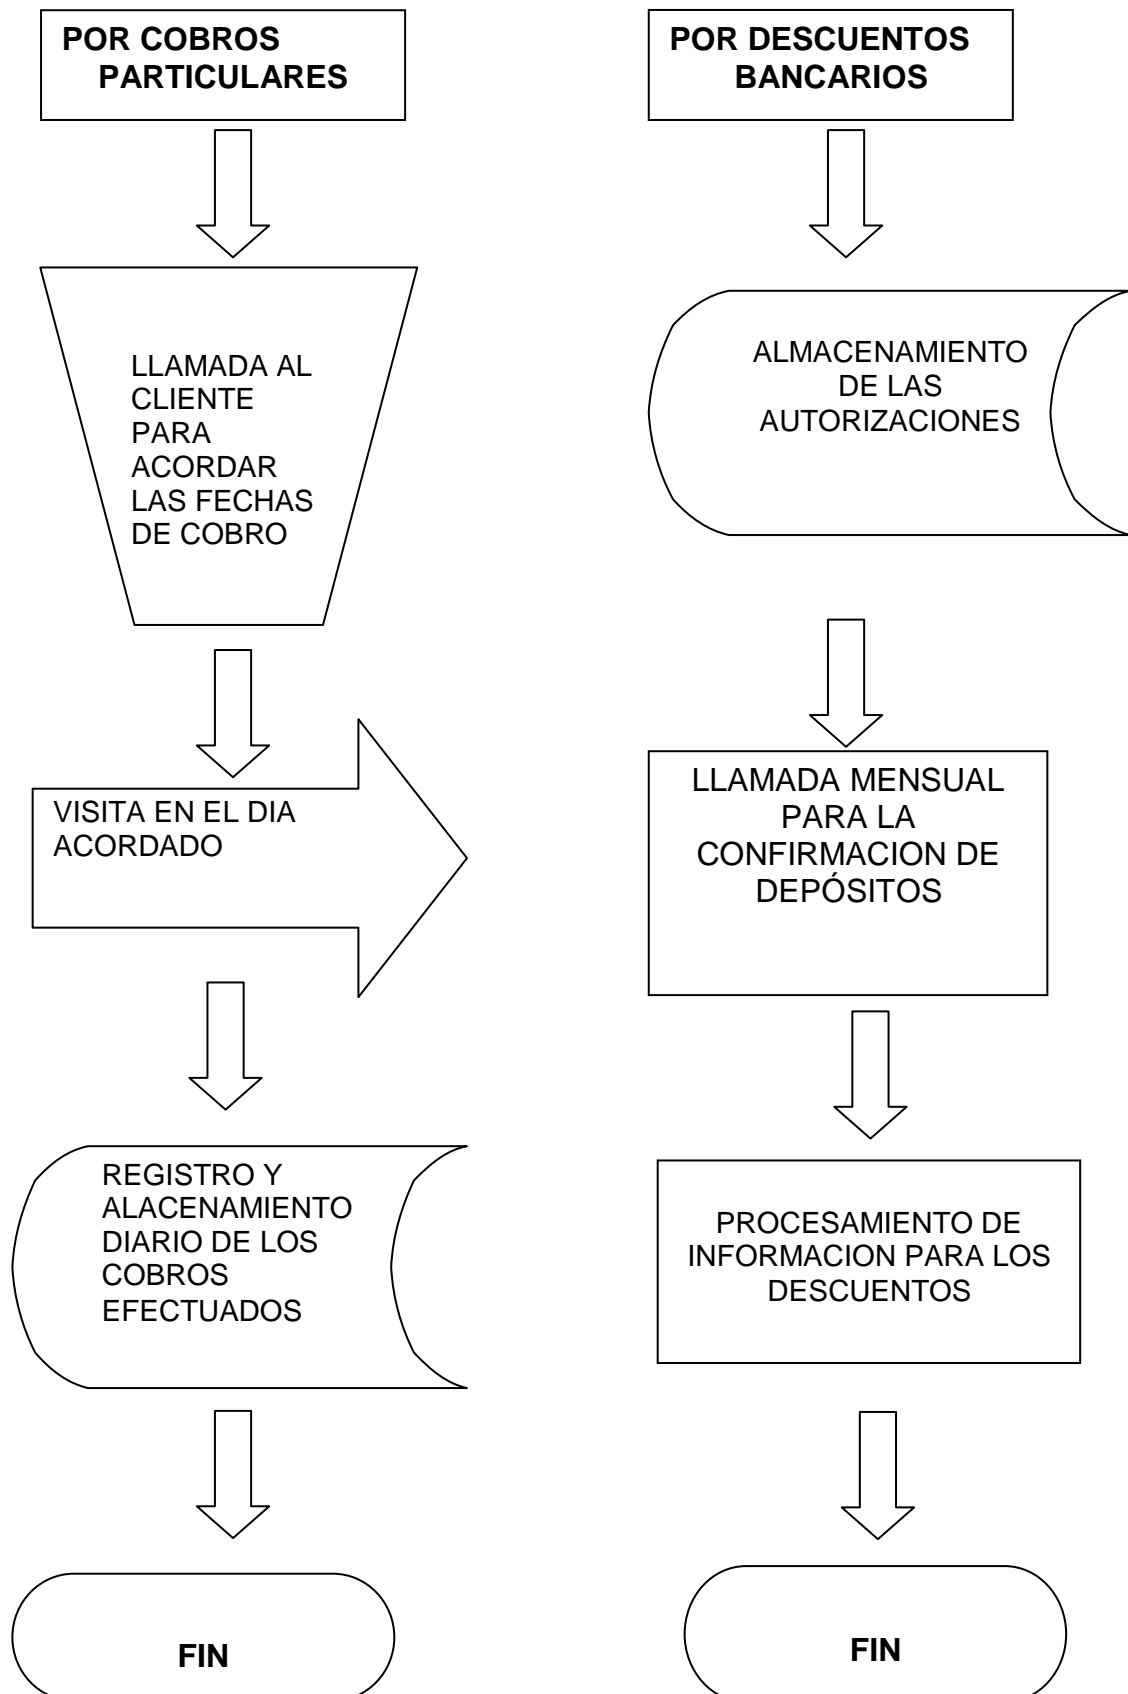 POR COBROS
PARTICULARES
LLAMADA AL
CLIENTE
PARA
ACORDAR
LAS FECHAS
DE COBRO
VISITA EN EL DIA
ACORDADO
REGISTRO Y
ALACENAMIENTO
DIARIO DE LOS
COBROS
EFECTUADOS
FIN
POR DESCUENTOS
BANCARIOS
ALMACENAMIENTO
DE LAS
AUTORIZACIONES
LLAMADA MENSUAL
PARA LA
CONFIRMACION DE
DEPÓSITOS
PROCESAMIENTO DE
INFORMACION PARA LOS
DESCUENTOS
FIN